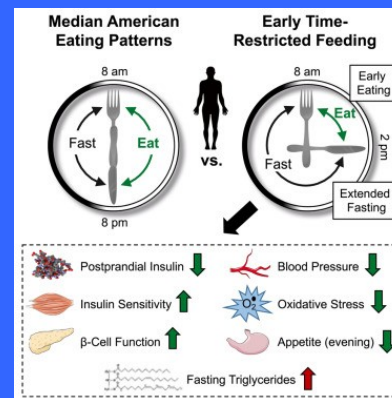 Median American
Eating Patterns
8 am
Fast
Eat
8 pm
vs.
Early Time-
Restricted Feeding
8 am
Early
Eating
Eat
2 pm
Fast
Extended
Fasting
Postprandial Insulin
Blood Pressure
Insulin Sensitivity
O₂
Oxidative Stress
β-Cell Function
Appetite (evening)
Fasting Triglycerides